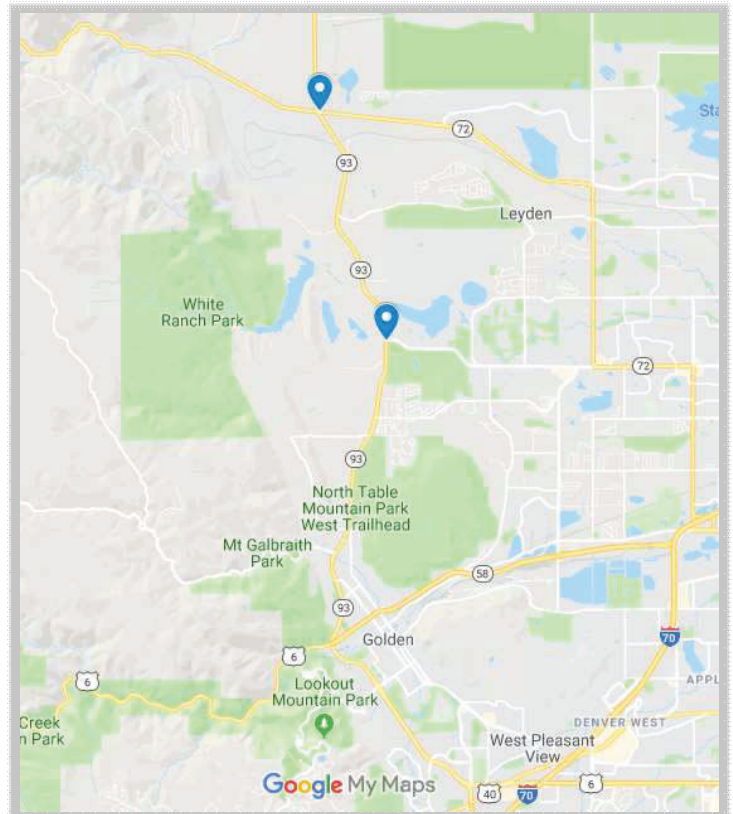 Sta
72
93
Leyden
93
White
Ranch Park
72
93
North Table
Mountain Park
West Trailhead
Mt Galbraith
Park
58
93
Golden
70
6
6
Lookout
Mountain Park
APPL
Creek
n Park
DENVER WEST
West Pleasant
View
Google My Maps
40
70
6